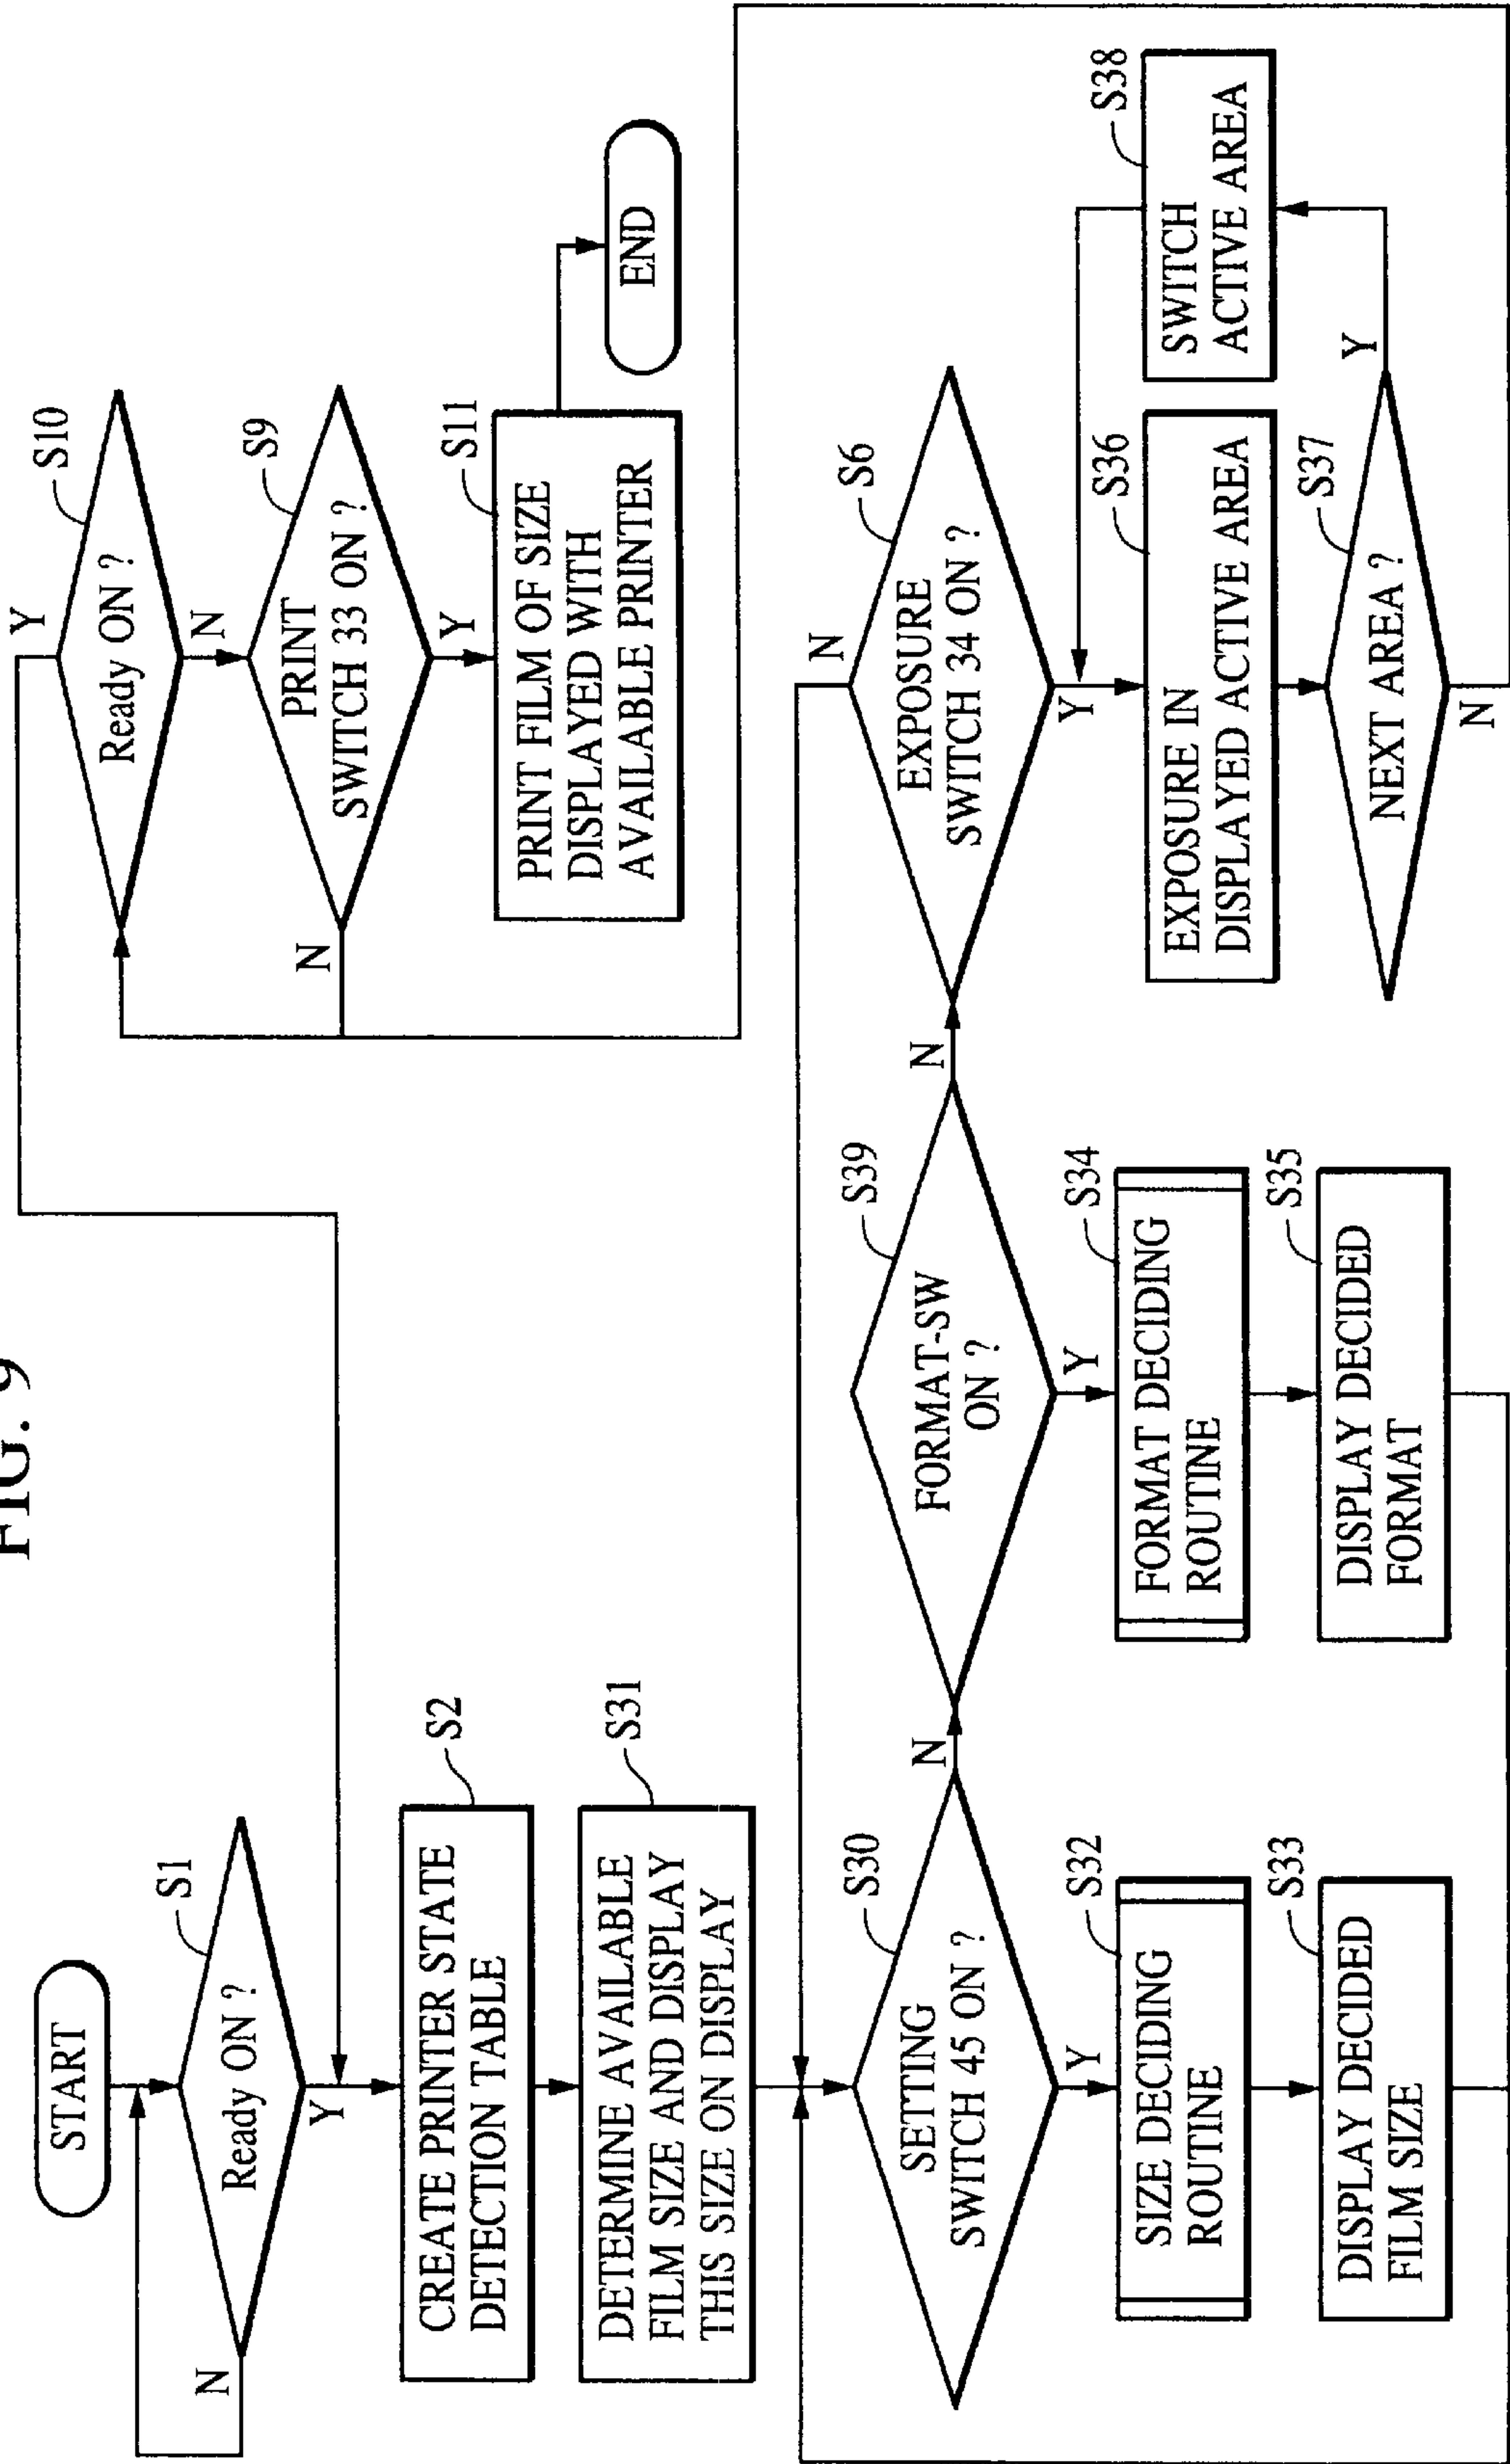 FIG. 9
START
S1
Ready ON ?
N
Y
CREATE PRINTER STATE
DETECTION TABLE
S2
DETERMINE AVAILABLE
FILM SIZE AND DISPLAY
THIS SIZE ON DISPLAY
S31
SETTING
SWITCH 45 ON ?
S30
N
Y
SIZE DECIDING
ROUTINE
S32
DISPLAY DECIDED
FILM SIZE
S33
FORMAT-SW
ON ?
S39
N
Y
FORMAT DECIDING
ROUTINE
S34
DISPLAY DECIDED
FORMAT
S35
EXPOSURE
SWITCH 34 ON ?
S6
N
Y
EXPOSURE IN
DISPLAYED ACTIVE AREA
S36
NEXT AREA ?
S37
Y
N
SWITCH
ACTIVE AREA
S38
Ready ON ?
S10
Y
N
PRINT
SWITCH 33 ON ?
S9
N
Y
PRINT FILM OF SIZE
DISPLAYED WITH
AVAILABLE PRINTER
S11
END